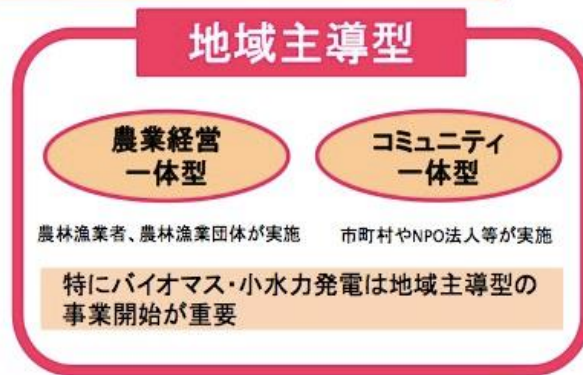 地域主導型
農業経営
一体型
コミュニティ
一体型
農林漁業者、農林漁業団体が実施
市町村やNPO法人等が実施
特にバイオマス・小水力発電は地域主導型の
事業開始が重要